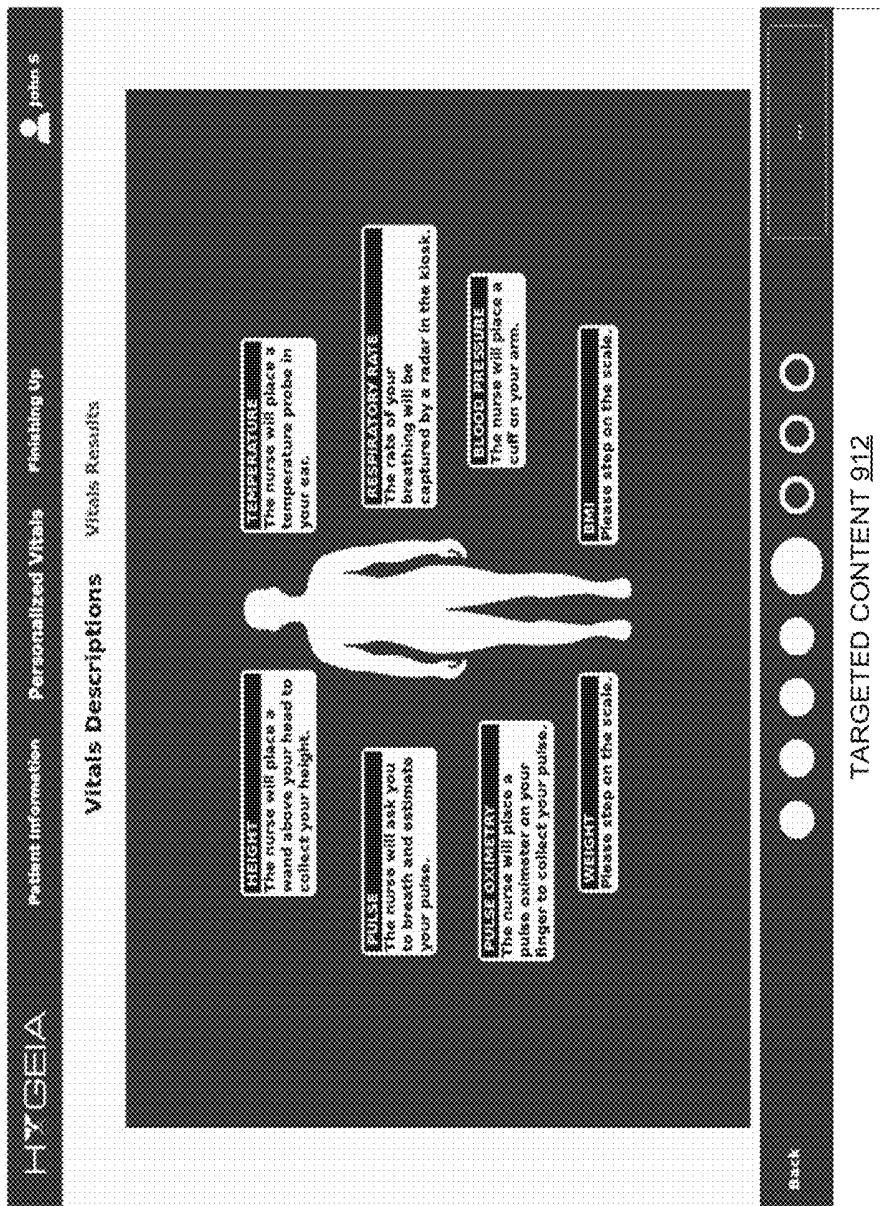 HYGEIA
Patient Information
Personalized Vitals
Finishing Up
John S
Vitals Descriptions
Vitals Results
HEIGHT
The nurse will place a
wand above your head to
collect your height.
TEMPERATURE
The nurse will place a
temperature probe in
your ear.
PULSE
The nurse will ask you
to breath and estimate
your pulse.
RESPIRATORY RATE
The rate of your
breathing will be
captured by a radar in the kiosk.
PULSE OXIMETRY
The nurse will place a
pulse oximeter on your
finger to collect your pulse.
BLOOD PRESSURE
The nurse will place a
cuff on your arm.
WEIGHT
Please step on the scale.
BMI
Please step on the scale.
Back
...
TARGETED CONTENT 912